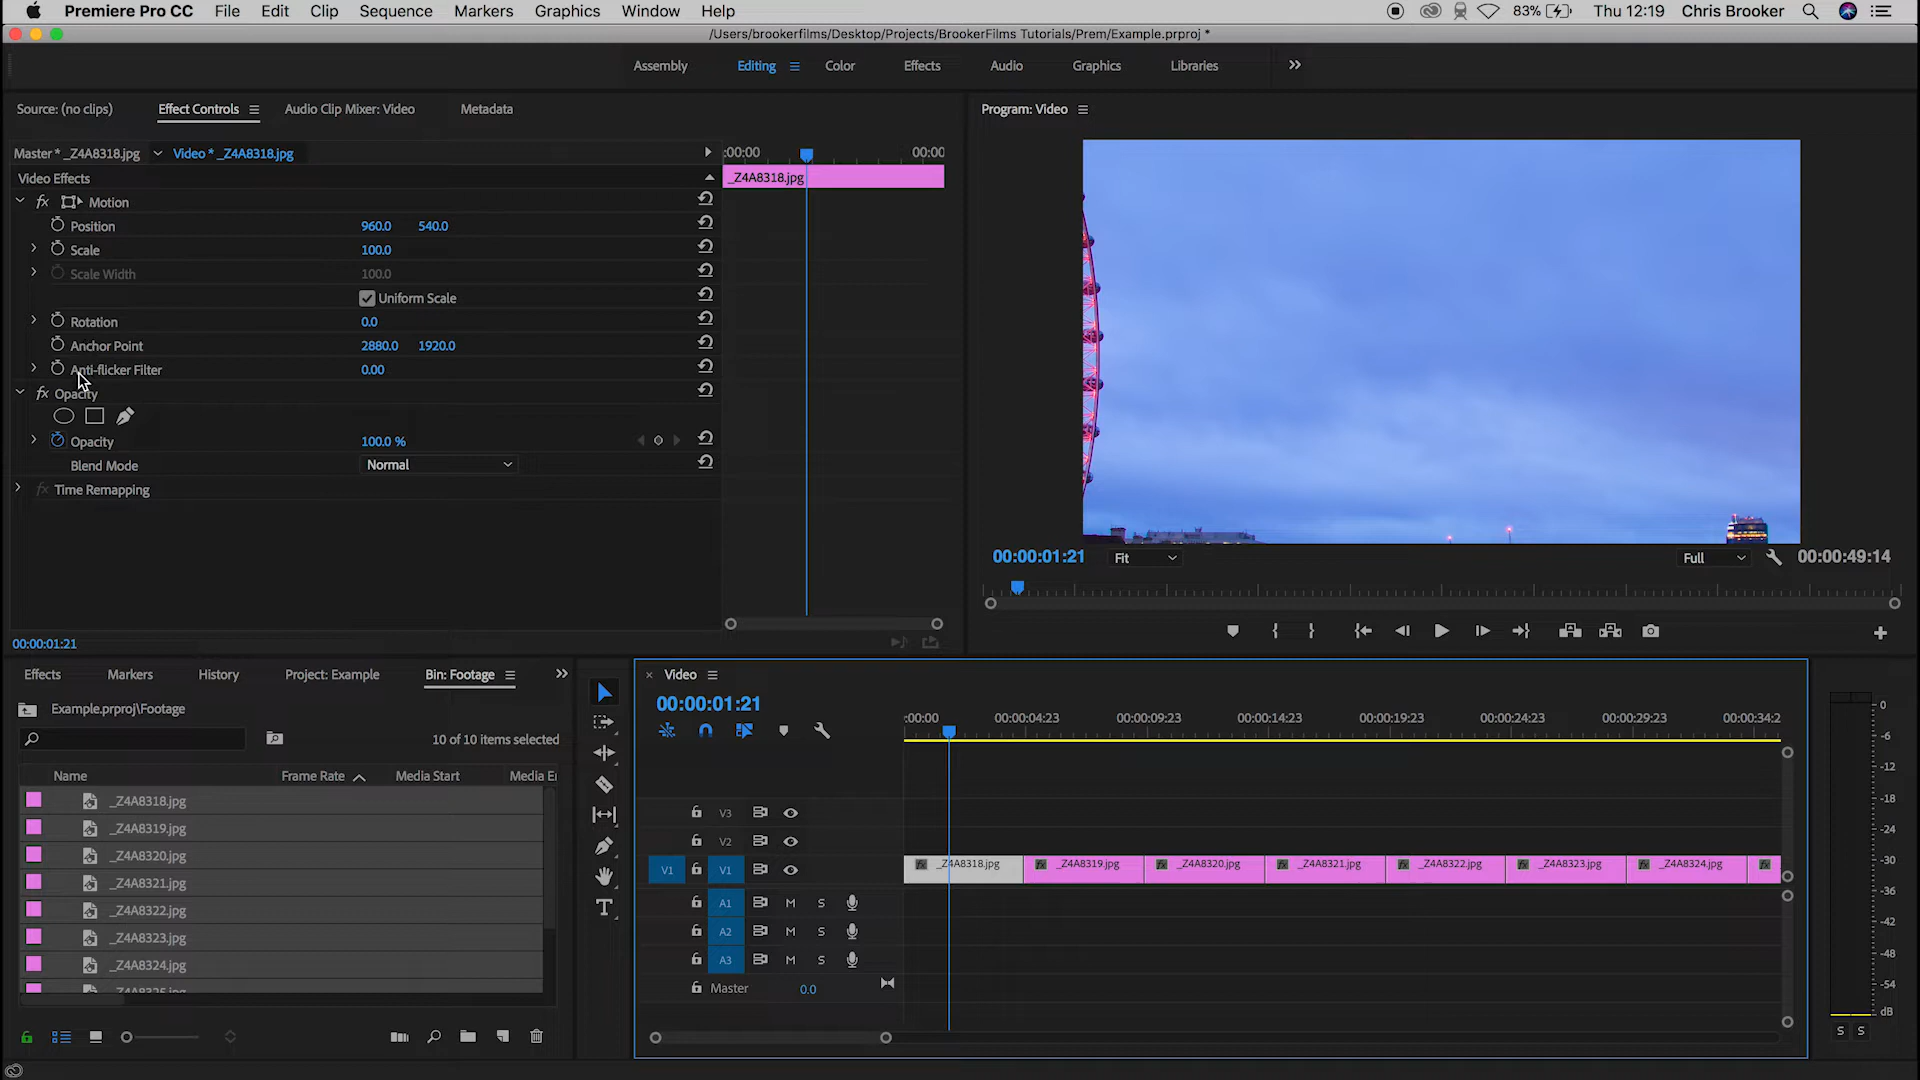 Premiere Pro CC File Edit Clip Sequence Markers Graphics Window Help 83% Thu 12:19 Chris Brooker
/Users/brookerfilms/Desktop/Projects/BrookerFilms Tutorials/Prem/Example.prproj *
Assembly Editing Color Effects Audio Graphics Libraries
Source: (no clips) Effect Controls Audio Clip Mixer: Video Metadata
Program: Video
Master * _Z4A8318.jpg Video * _Z4A8318.jpg
:00:00 00:00
Video Effects
_Z4A8318.jpg
fx Motion
Position 960.0 540.0
Scale 100.0
Scale Width 100.0
Uniform Scale
Rotation 0.0
Anchor Point 2880.0 1920.0
Anti-flicker Filter 0.00
fx Opacity
Opacity 100.0 %
Blend Mode Normal
fx Time Remapping
00:00:01:21
00:00:01:21 Fit Full 00:00:49:14
Effects Markers History Project: Example Bin: Footage
Example.prproj\Footage
10 of 10 items selected
Name Frame Rate Media Start Media E
_Z4A8318.jpg
_Z4A8319.jpg
_Z4A8320.jpg
_Z4A8321.jpg
_Z4A8322.jpg
_Z4A8323.jpg
_Z4A8324.jpg
_Z4A8325.jpg
× Video
00:00:01:21
:00:00 00:00:04:23 00:00:09:23 00:00:14:23 00:00:19:23 00:00:24:23 00:00:29:23 00:00:34:2
V3
V2
V1 V1
fx _Z4A8318.jpg fx _Z4A8319.jpg fx _Z4A8320.jpg fx _Z4A8321.jpg fx _Z4A8322.jpg fx _Z4A8323.jpg fx _Z4A8324.jpg fx
A1 M S
A2 M S
A3 M S
Master 0.0
0
-6
-12
-18
-24
-30
-36
-42
-48
-54
dB
S S